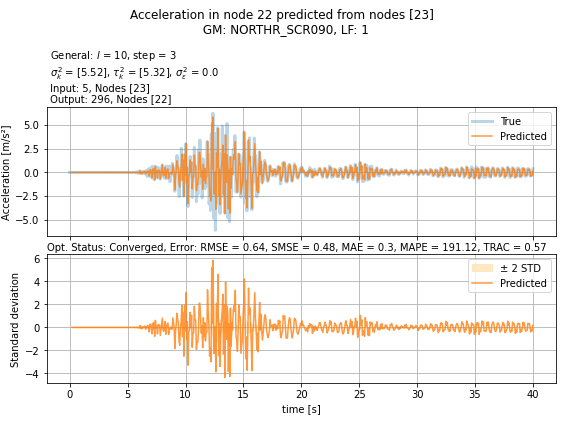 Acceleration in node 22 predicted from nodes [23]
GM: NORTHR_SCR090, LF: 1
General: l = 10, step = 3
σ²ₖ = [5.52], τ²ₖ = [5.32], σ²ε = 0.0
Input: 5, Nodes [23]
Output: 296, Nodes [22]
Acceleration [m/s²]
5.0
2.5
0.0
−2.5
−5.0
True
Predicted
Opt. Status: Converged, Error: RMSE = 0.64, SMSE = 0.48, MAE = 0.3, MAPE = 191.12, TRAC = 0.57
Standard deviation
6
4
2
0
−2
−4
± 2 STD
Predicted
0 5 10 15 20 25 30 35 40
time [s]